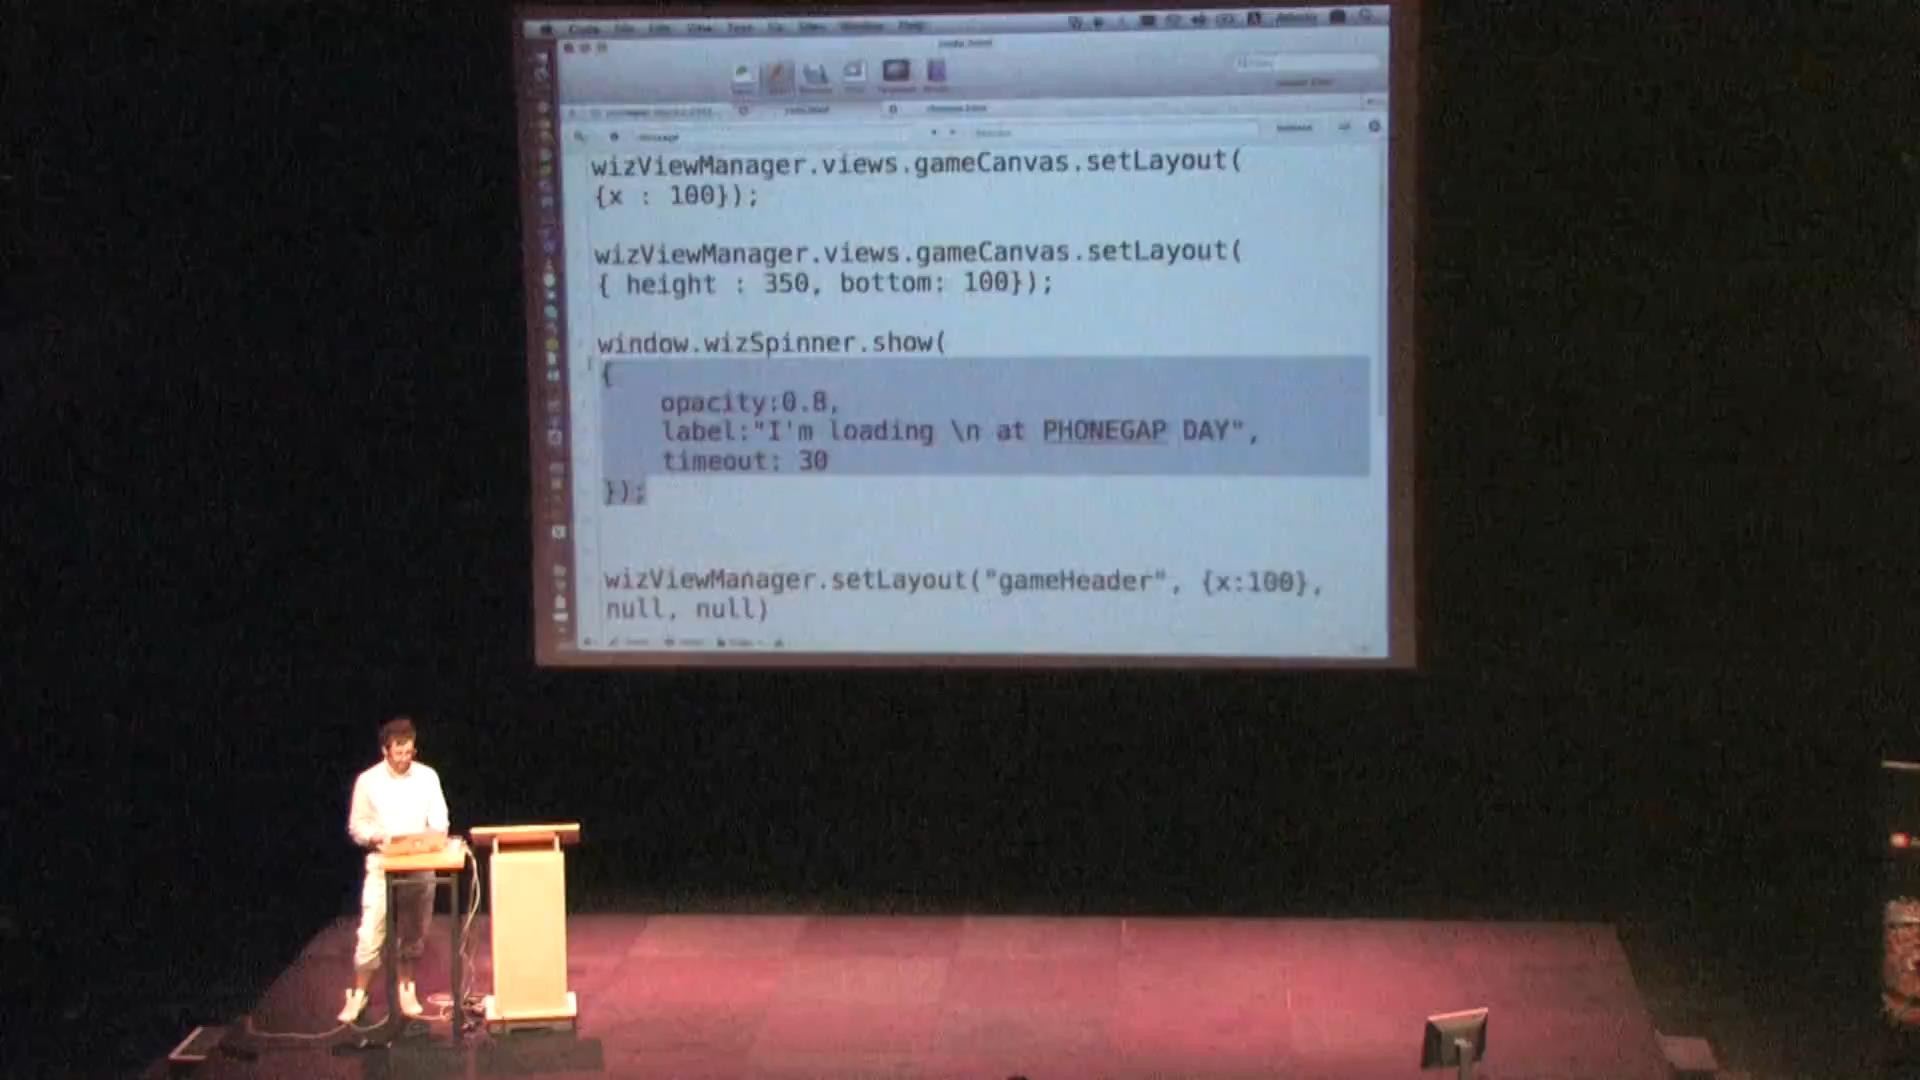 wizViewManager.views.gameCanvas.setLayout(
{x : 100});
wizViewManager.views.gameCanvas.setLayout(
{ height : 350, bottom: 100});
window.wizSpinner.show(
{
opacity:0.8,
label:"I'm loading \n at PHONEGAP DAY",
timeout: 30
});
wizViewManager.setLayout("gameHeader", {x:100},
null, null)